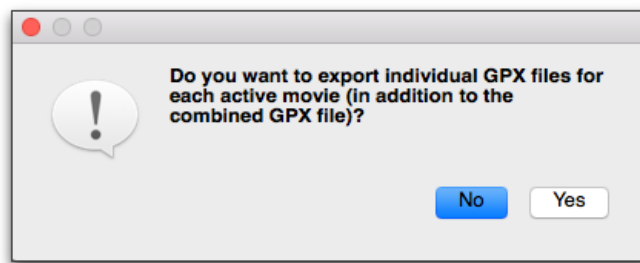 Do you want to export individual GPX files for
each active movie (in addition to the
combined GPX file)?
No Yes